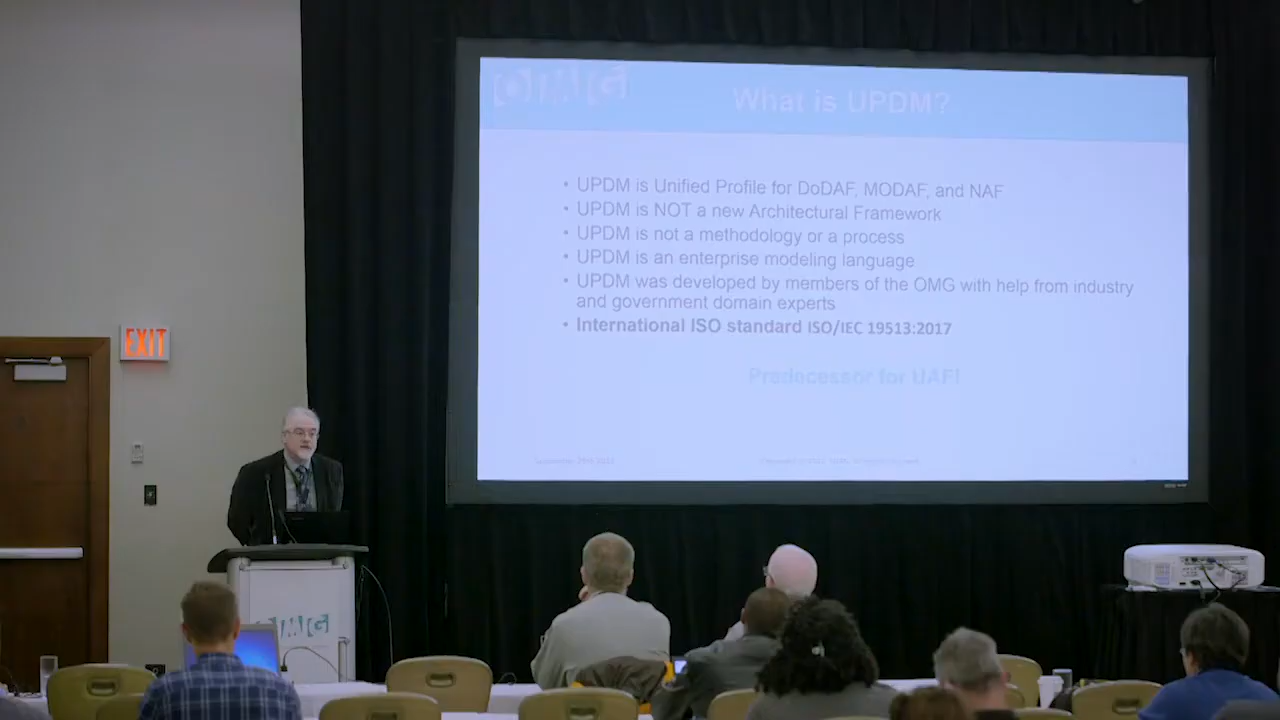 OMG
What is UPDM?
• UPDM is Unified Profile for DoDAF, MODAF, and NAF
• UPDM is NOT a new Architectural Framework
• UPDM is not a methodology or a process
• UPDM is an enterprise modeling language
• UPDM was developed by members of the OMG with help from industry
and government domain experts
• International ISO standard ISO/IEC 19513:2017
Predecessor for UAF!
EXIT
OMG